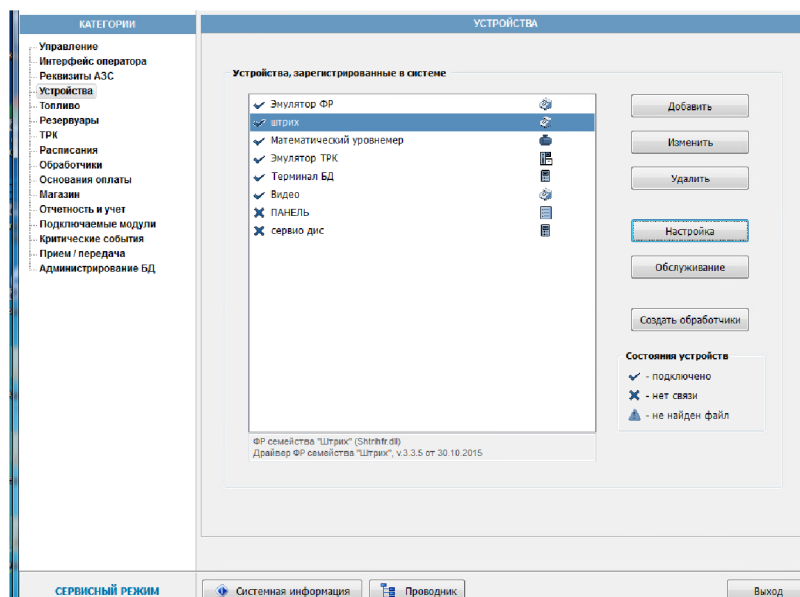 КАТЕГОРИИ
Управление
Интерфейс оператора
Реквизиты АЗС
Устройства
Топливо
Резервуары
ТРК
Расписания
Обработчики
Основания оплаты
Магазин
Отчетность и учет
Подключаемые модули
Критические события
Прием / передача
Администрирование БД
СЕРВИСНЫЙ РЕЖИМ
УСТРОЙСТВА
Устройства, зарегистрированные в системе
Эмулятор ФР
штрих
Математический уровнемер
Эмулятор ТРК
Терминал БД
Видео
ПАНЕЛЬ
сервио дис
ФР семейства "Штрих" (Shtrihfr.dll)
Драйвер ФР семейства "Штрих", v.3.3.5 от 30.10.2015
Добавить
Изменить
Удалить
Настройка
Обслуживание
Создать обработчики
Состояния устройств
- подключено
- нет связи
- не найден файл
Системная информация
Проводник
Выход